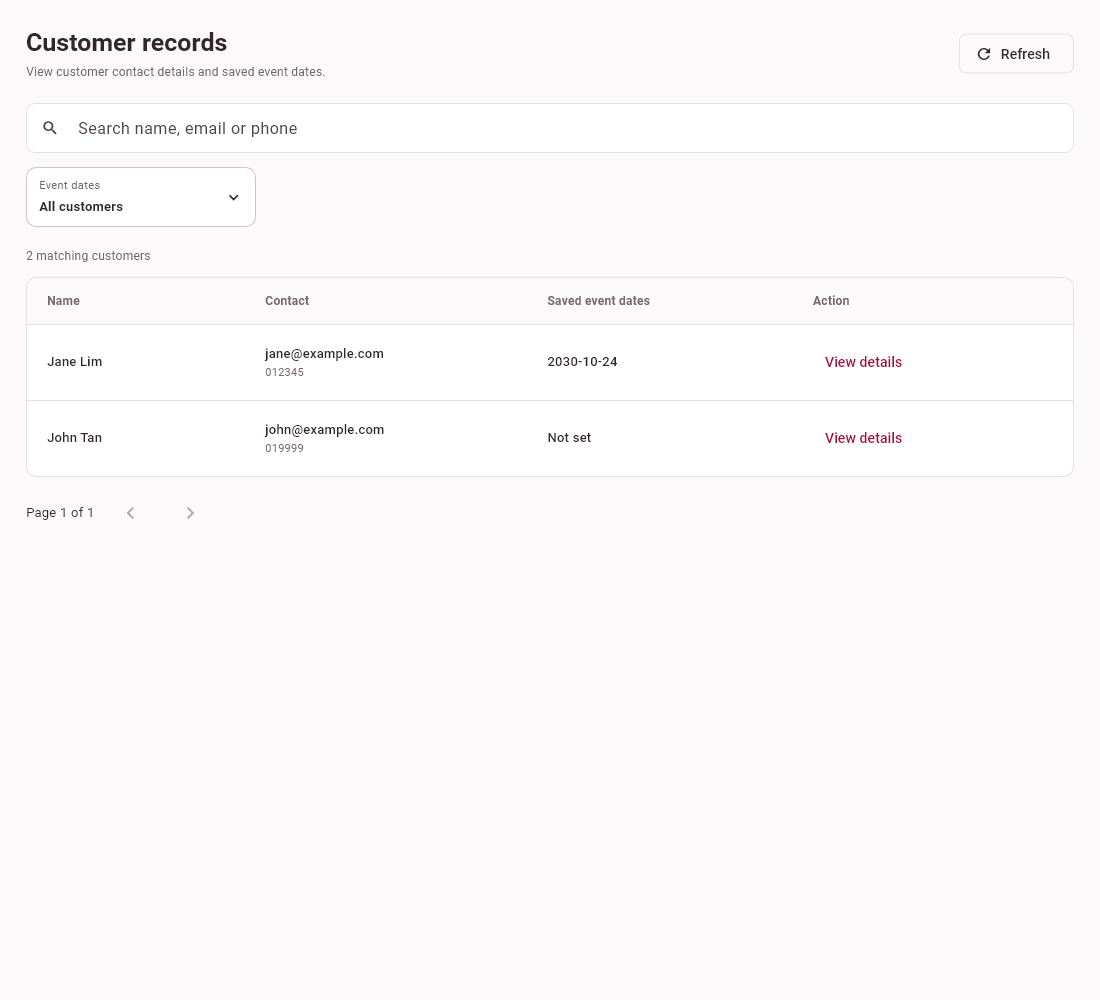 Customer records
View customer contact details and saved event dates.
Refresh
Search name, email or phone
Event dates
All customers
2 matching customers
Name Contact Saved event dates Action
Jane Lim jane@example.com 2030-10-24 View details
012345
John Tan john@example.com Not set View details
019999
Page 1 of 1